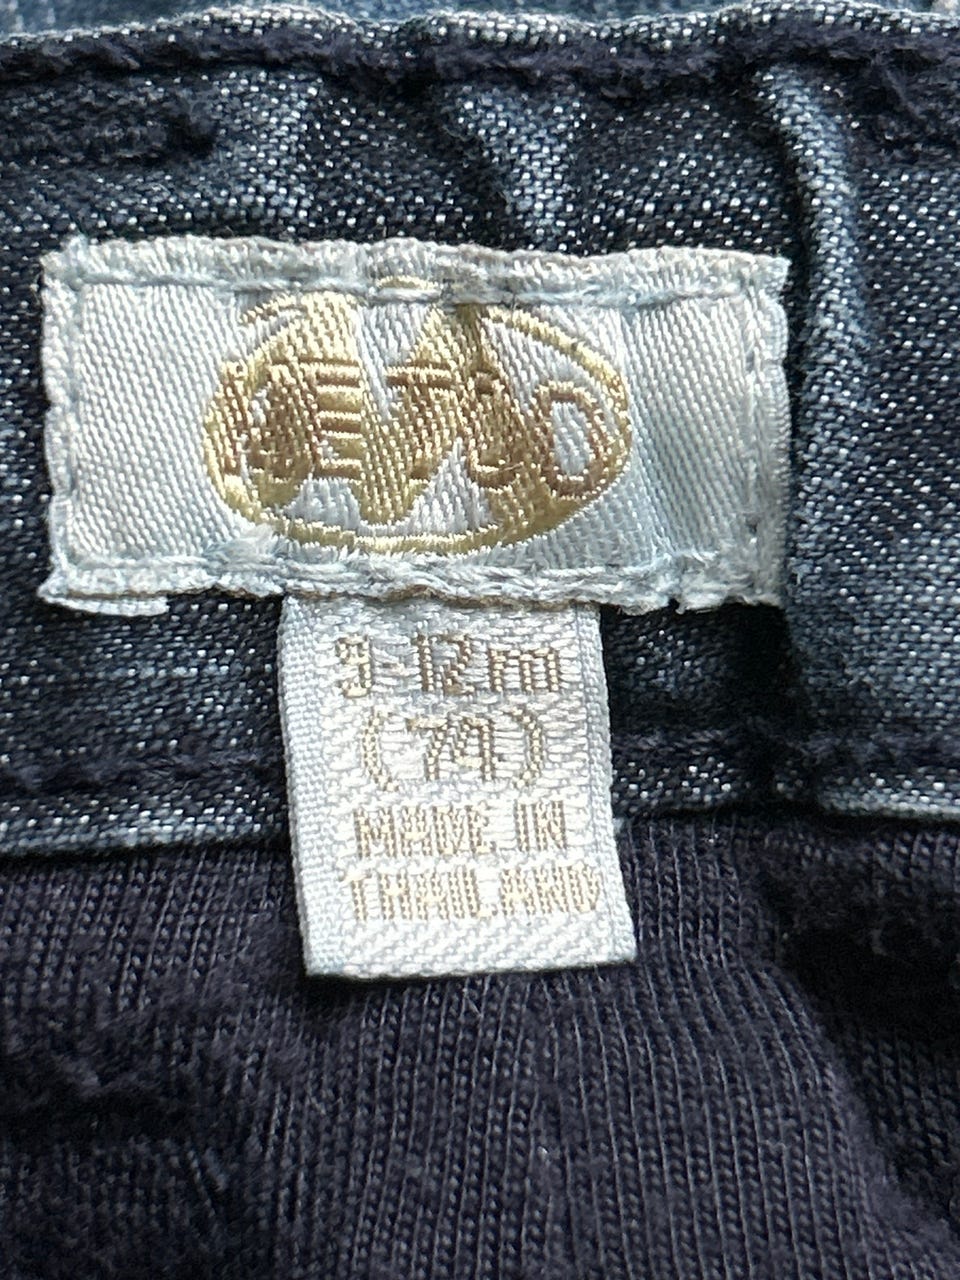 9-12m
(74)
MADE IN
THAILAND